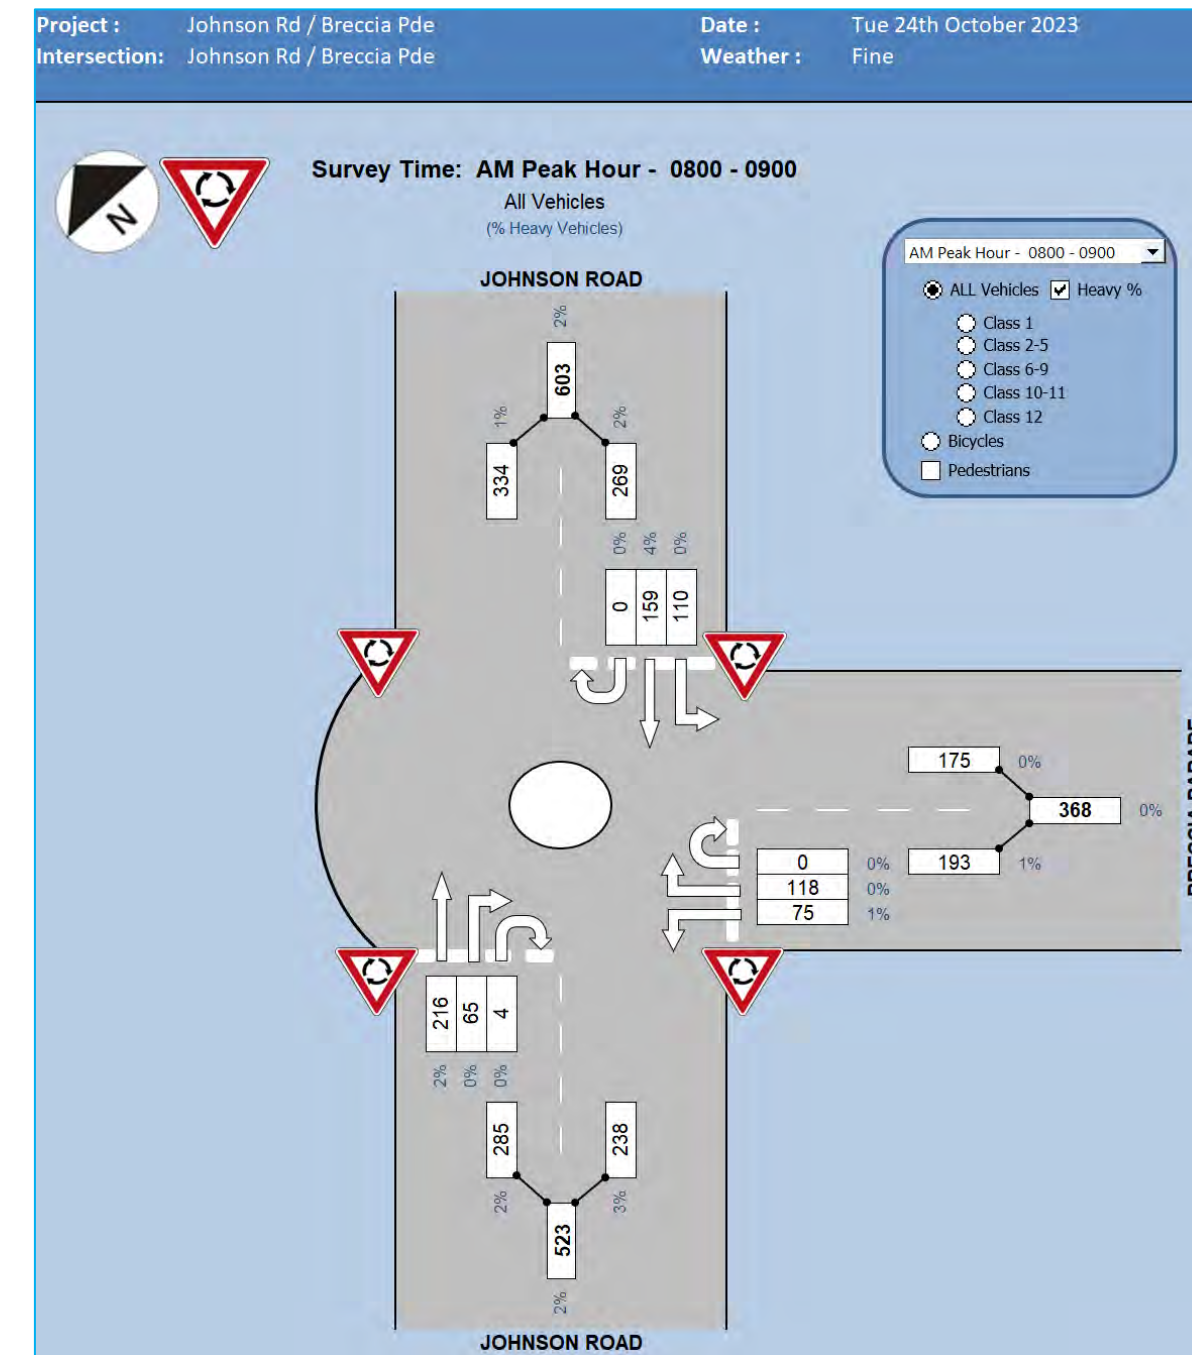 Project : Johnson Rd / Breccia Pde Date : Tue 24th October 2023
Intersection: Johnson Rd / Breccia Pde Weather : Fine
N
Survey Time: AM Peak Hour - 0800 - 0900
All Vehicles
(% Heavy Vehicles)
AM Peak Hour - 0800 - 0900
ALL Vehicles Heavy %
Class 1
Class 2-5
Class 6-9
Class 10-11
Class 12
Bicycles
Pedestrians
JOHNSON ROAD
2%
603
1% 2%
334 269
0% 4% 0%
0 159 110
175 0%
368 0%
193 1%
0 0%
118 0%
75 1%
BRECCIA PARADE
216 65 4
2% 0% 0%
285 238
2% 3%
523
2%
JOHNSON ROAD